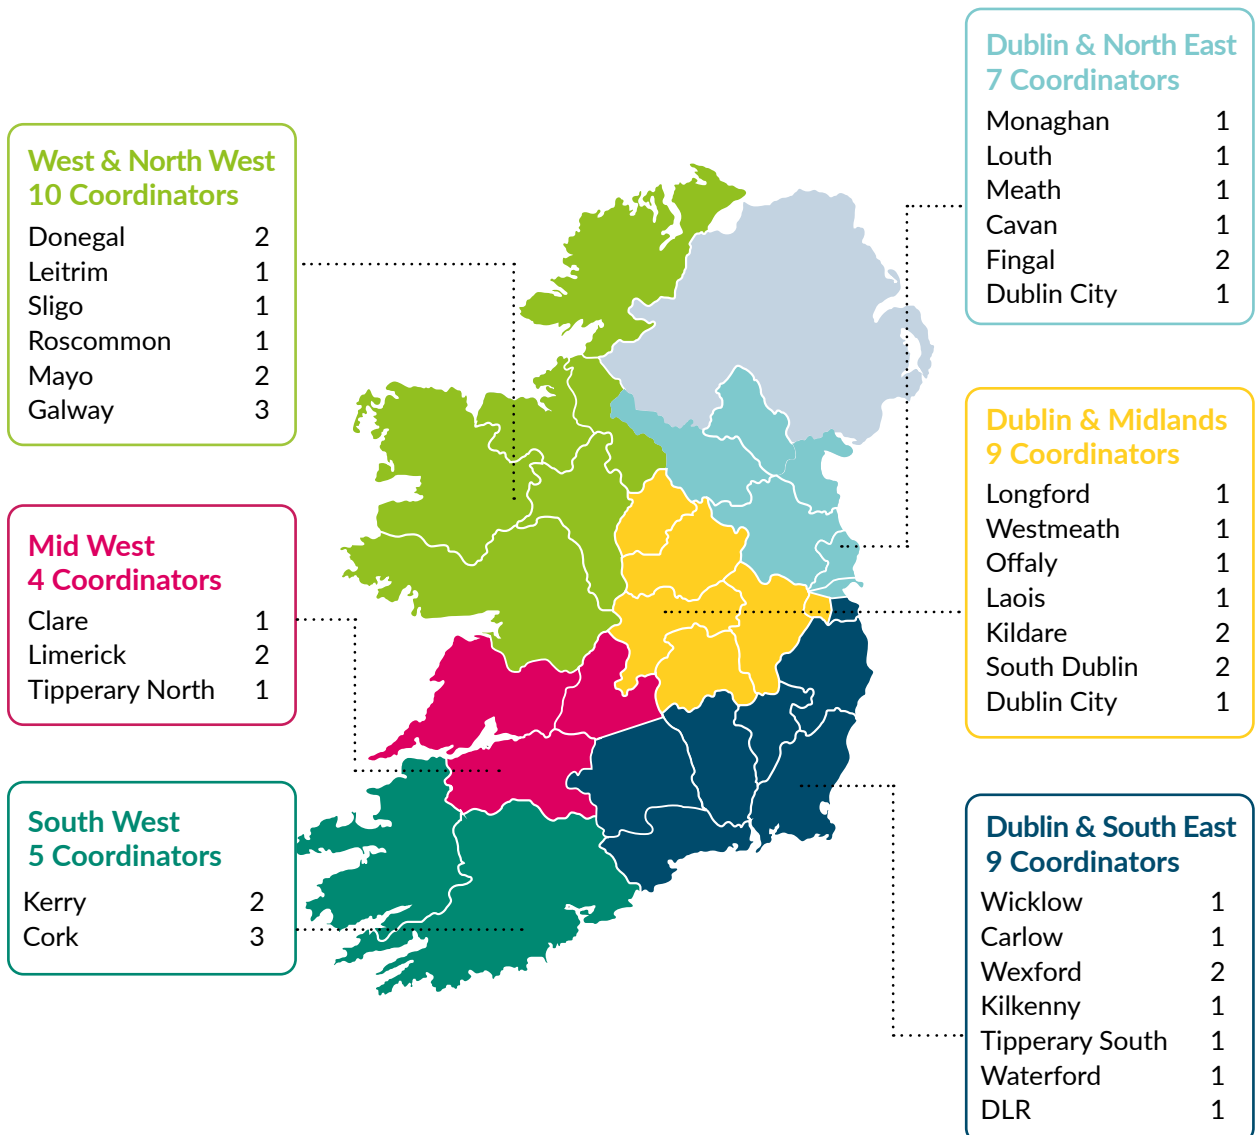 West & North West
10 Coordinators
Donegal 2
Leitrim 1
Sligo 1
Roscommon 1
Mayo 2
Galway 3
Mid West
4 Coordinators
Clare 1
Limerick 2
Tipperary North 1
South West
5 Coordinators
Kerry 2
Cork 3
Dublin & North East
7 Coordinators
Monaghan 1
Louth 1
Meath 1
Cavan 1
Fingal 2
Dublin City 1
Dublin & Midlands
9 Coordinators
Longford 1
Westmeath 1
Offaly 1
Laois 1
Kildare 2
South Dublin 2
Dublin City 1
Dublin & South East
9 Coordinators
Wicklow 1
Carlow 1
Wexford 2
Kilkenny 1
Tipperary South 1
Waterford 1
DLR 1